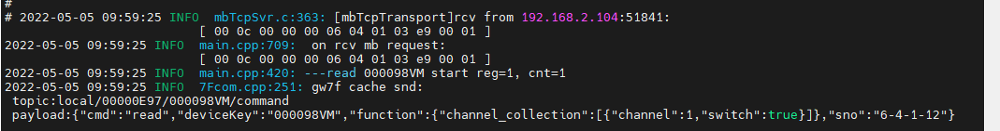 #
# 2022-05-05 09:59:25 INFO  mbTcpSvr.c:363: [mbTcpTransport]rcv from 192.168.2.104:51841:
[ 00 0c 00 00 00 06 04 01 03 e9 00 01 ]
2022-05-05 09:59:25 INFO  main.cpp:709:  on rcv mb request:
[ 00 0c 00 00 00 06 04 01 03 e9 00 01 ]
2022-05-05 09:59:25 INFO  main.cpp:420: ---read 000098VM start reg=1, cnt=1
2022-05-05 09:59:25 INFO  7Fcom.cpp:251: gw7f cache snd:
topic:local/00000E97/000098VM/command
payload:{"cmd":"read","deviceKey":"000098VM","function":{"channel_collection":[{"channel":1,"switch":true}]},"sno":"6-4-1-12"}